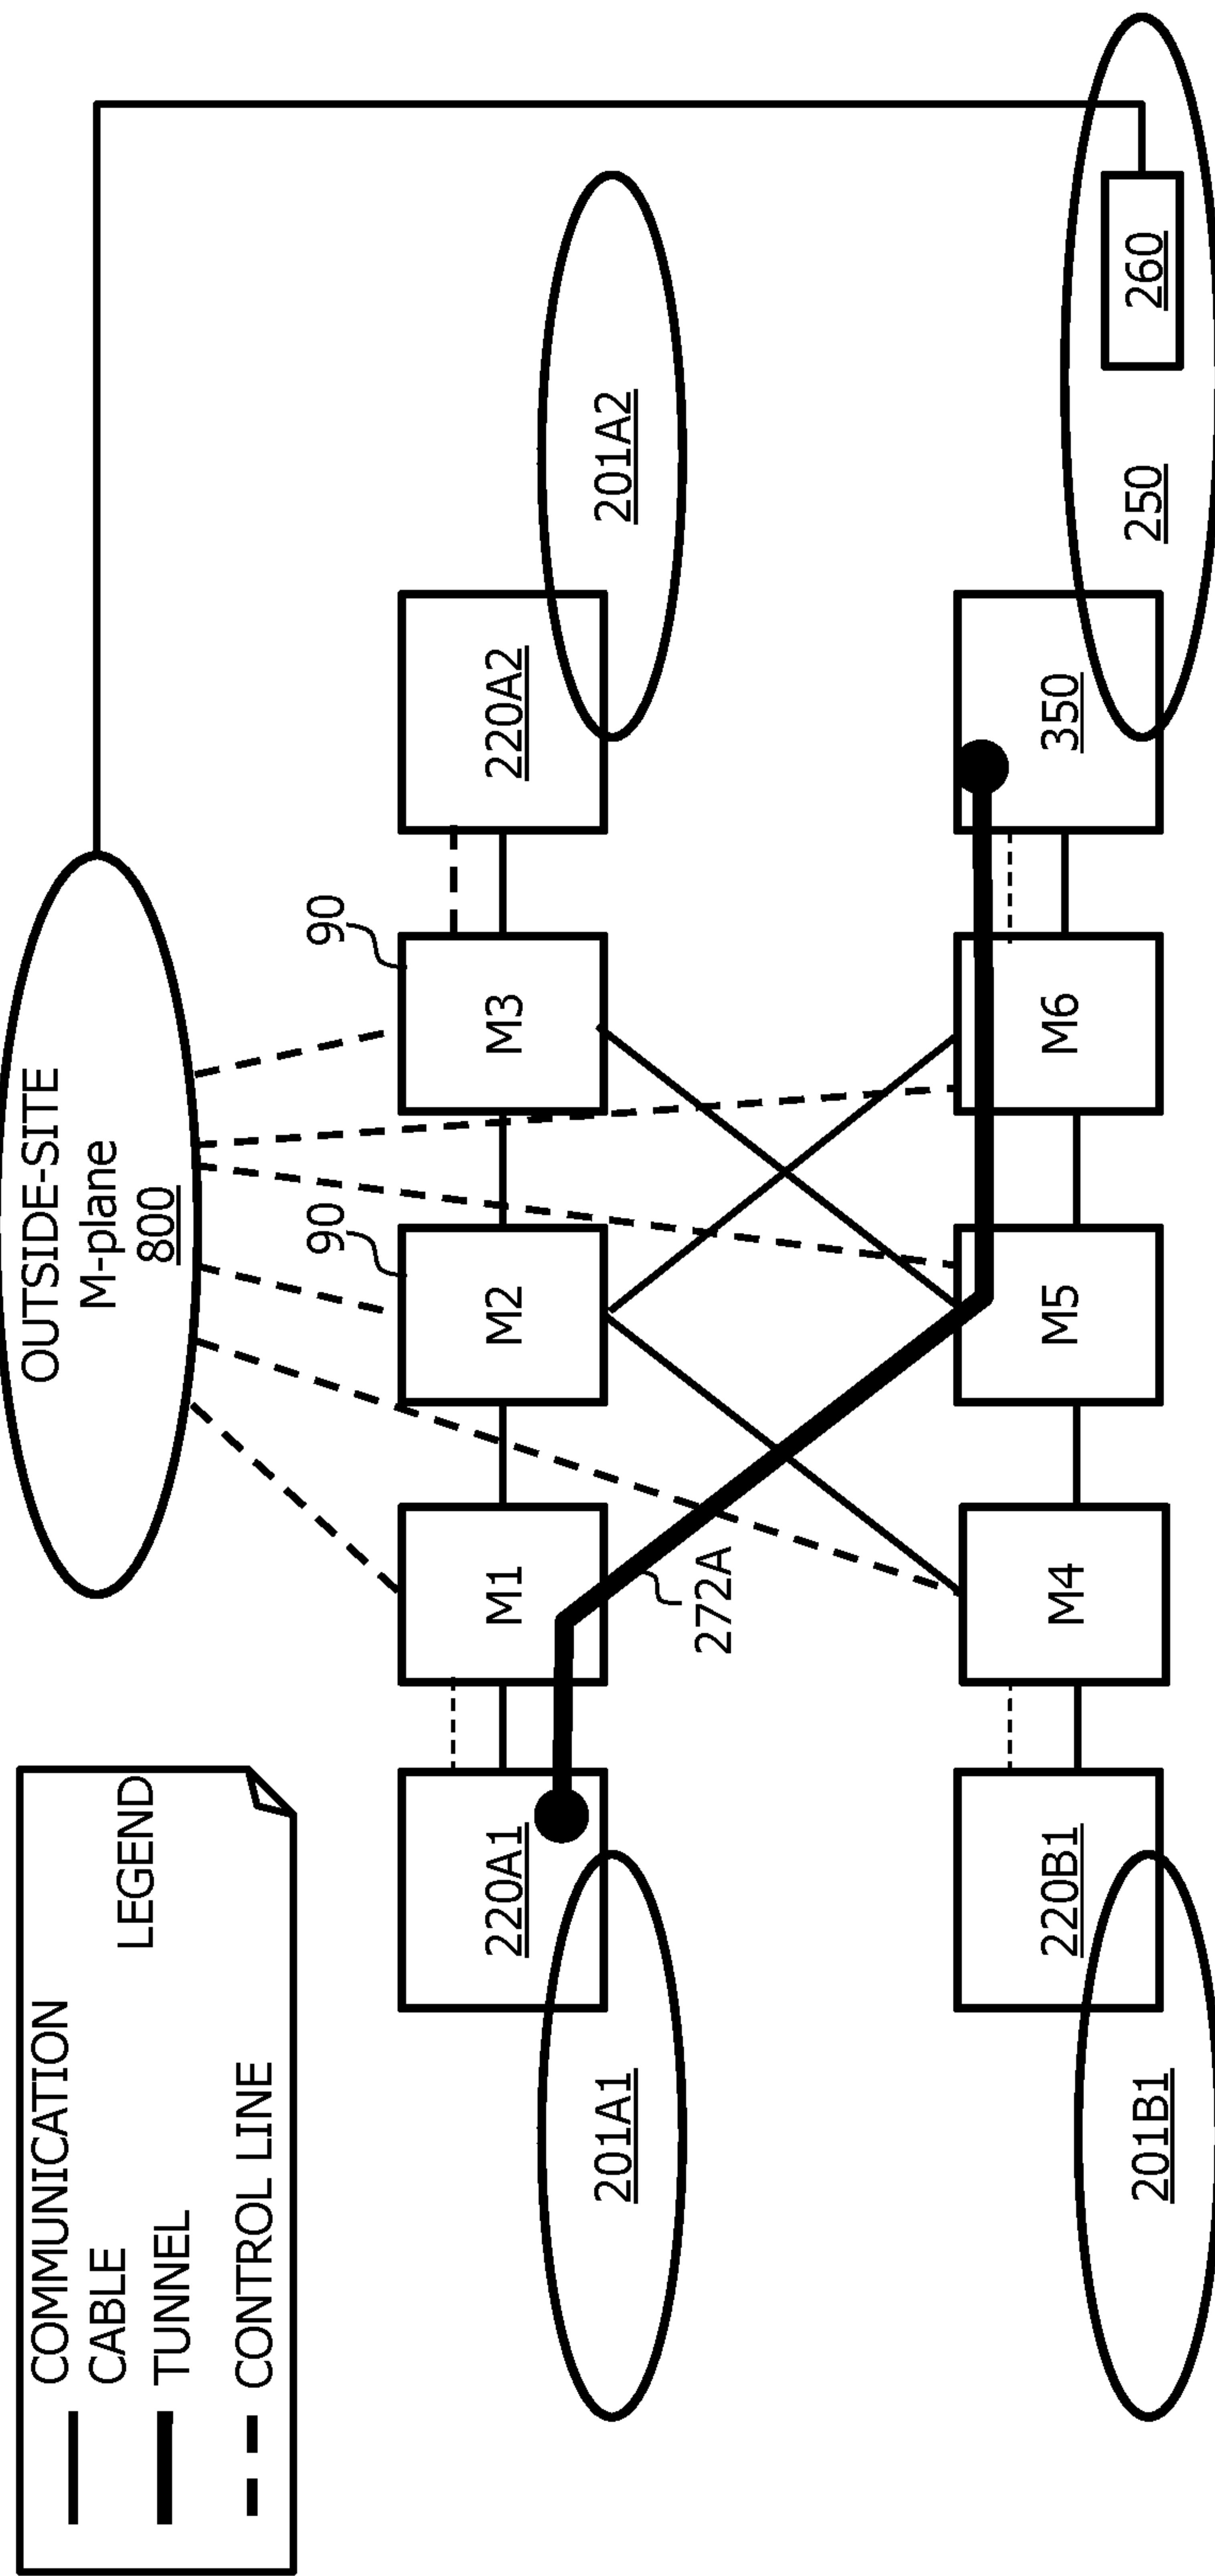 COMMUNICATION
CABLE
TUNNEL
CONTROL LINE
LEGEND
OUTSIDE-SITE
M-plane
800
90
90
220A1
M1
M2
M3
220A2
201A1
201A2
272A
220B1
M4
M5
M6
350
201B1
250
260